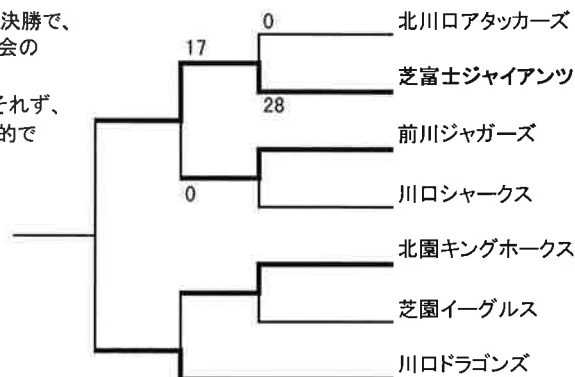 決勝で、
会の
それず、
的で
0
北川口アタッカーズ
17
芝富士ジャイアンツ
28
前川ジャガーズ
0
川口シャークス
北園キングホークス
芝園イーグルス
川口ドラゴンズ